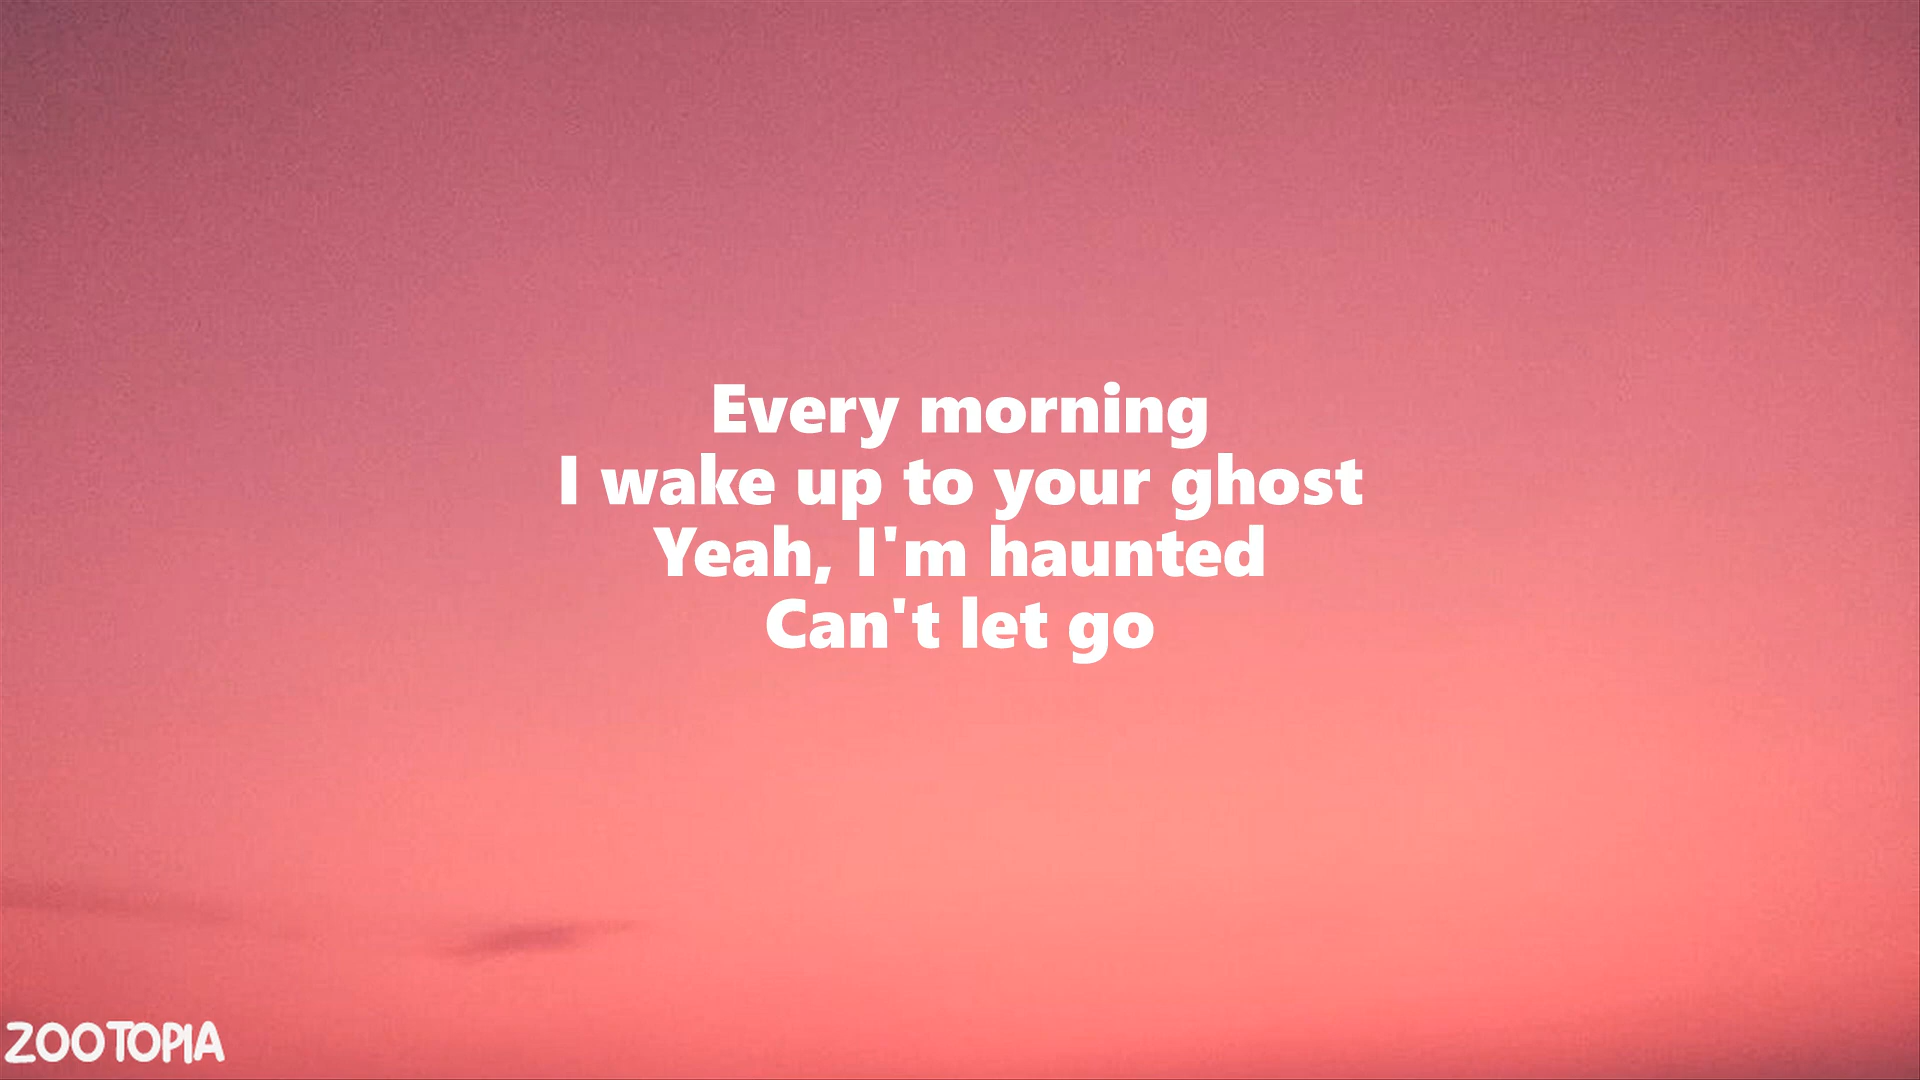 Every morning
I wake up to your ghost
Yeah, I'm haunted
Can't let go
ZOOTOPIA